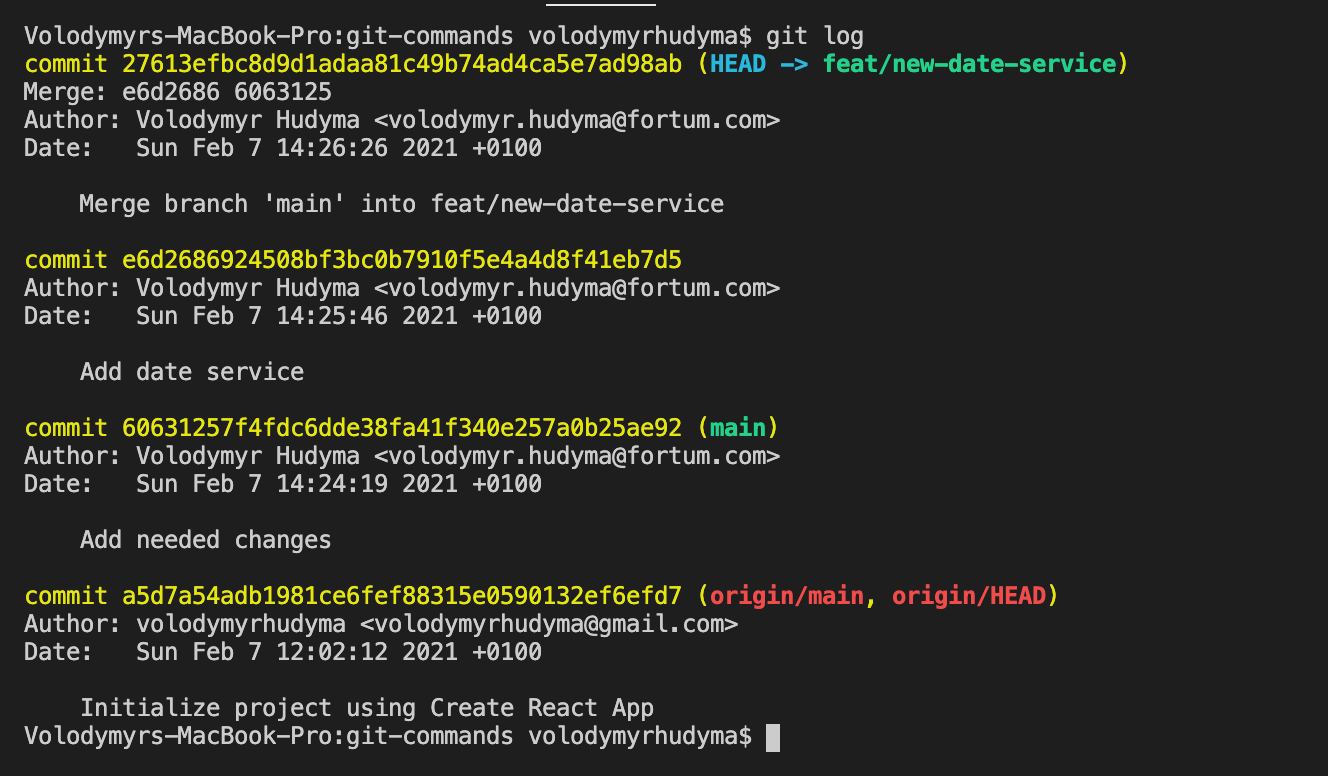 Volodymyrs-MacBook-Pro:git-commands volodymyrhudyma$ git log
commit 27613efbc8d9d1adaa81c49b74ad4ca5e7ad98ab (HEAD -> feat/new-date-service)
Merge: e6d2686 6063125
Author: Volodymyr Hudyma <volodymyr.hudyma@fortum.com>
Date:   Sun Feb 7 14:26:26 2021 +0100
    Merge branch 'main' into feat/new-date-service
commit e6d2686924508bf3bc0b7910f5e4a4d8f41eb7d5
Author: Volodymyr Hudyma <volodymyr.hudyma@fortum.com>
Date:   Sun Feb 7 14:25:46 2021 +0100
    Add date service
commit 60631257f4fdc6dde38fa41f340e257a0b25ae92 (main)
Author: Volodymyr Hudyma <volodymyr.hudyma@fortum.com>
Date:   Sun Feb 7 14:24:19 2021 +0100
    Add needed changes
commit a5d7a54adb1981ce6fef88315e0590132ef6efd7 (origin/main, origin/HEAD)
Author: volodymyrhudyma <volodymyrhudyma@gmail.com>
Date:   Sun Feb 7 12:02:12 2021 +0100
    Initialize project using Create React App
Volodymyrs-MacBook-Pro:git-commands volodymyrhudyma$